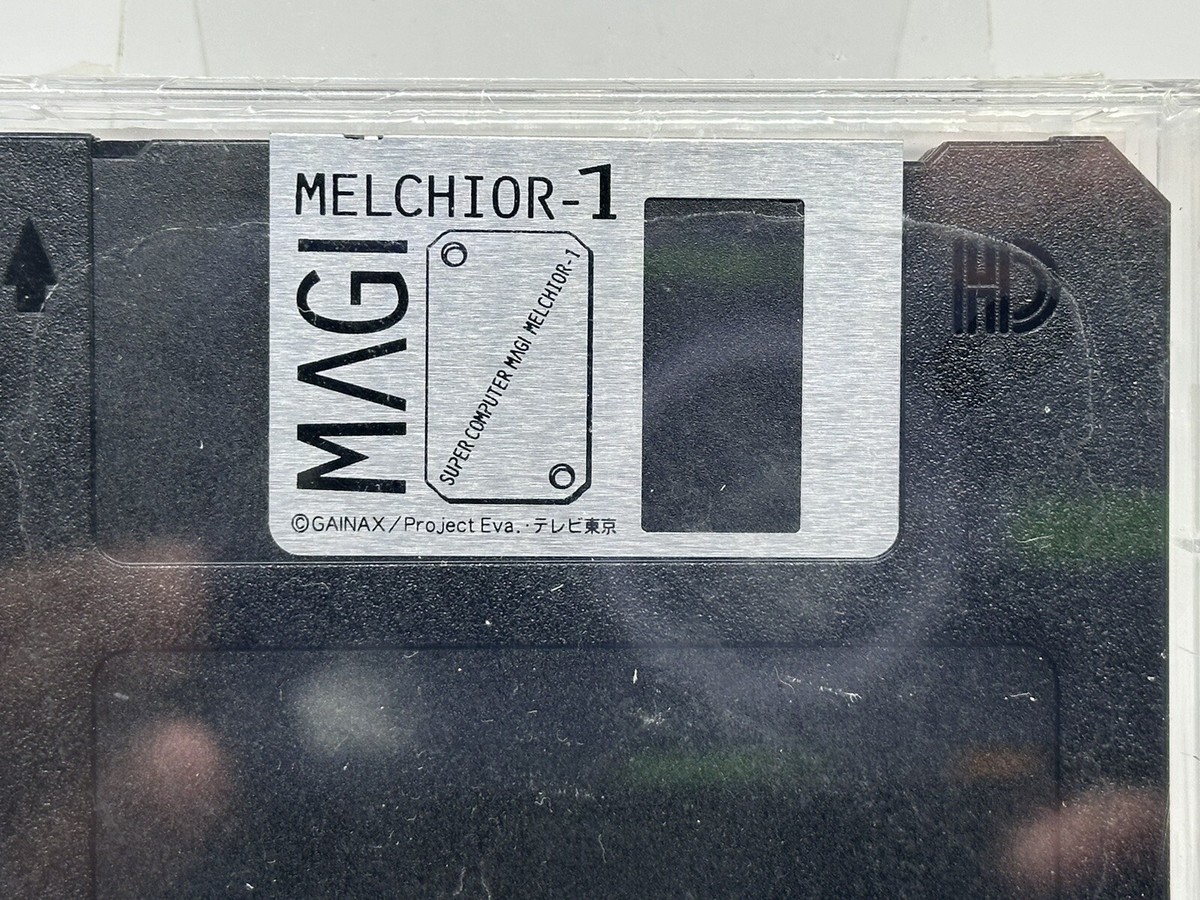 MELCHIOR-1
MAGI
SUPER COMPUTER MAGI MELCHIOR-1
©GAINAX/Project Eva.・テレビ東京
HD